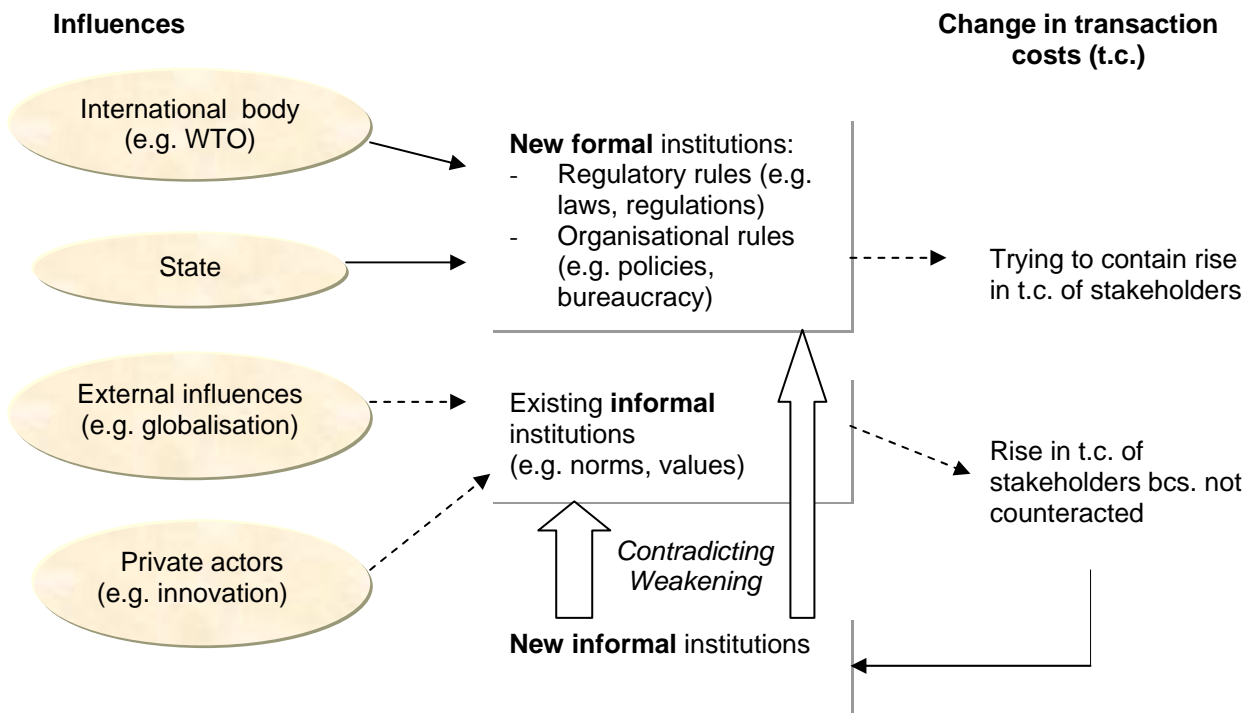 Influences
Change in transaction
costs (t.c.)
International body
(e.g. WTO)
New formal institutions:
- Regulatory rules (e.g.
laws, regulations)
- Organisational rules
(e.g. policies,
bureaucracy)
State
Trying to contain rise
in t.c. of stakeholders
External influences
(e.g. globalisation)
Existing informal
institutions
(e.g. norms, values)
Rise in t.c. of
stakeholders bcs. not
counteracted
Private actors
(e.g. innovation)
Contradicting
Weakening
New informal institutions